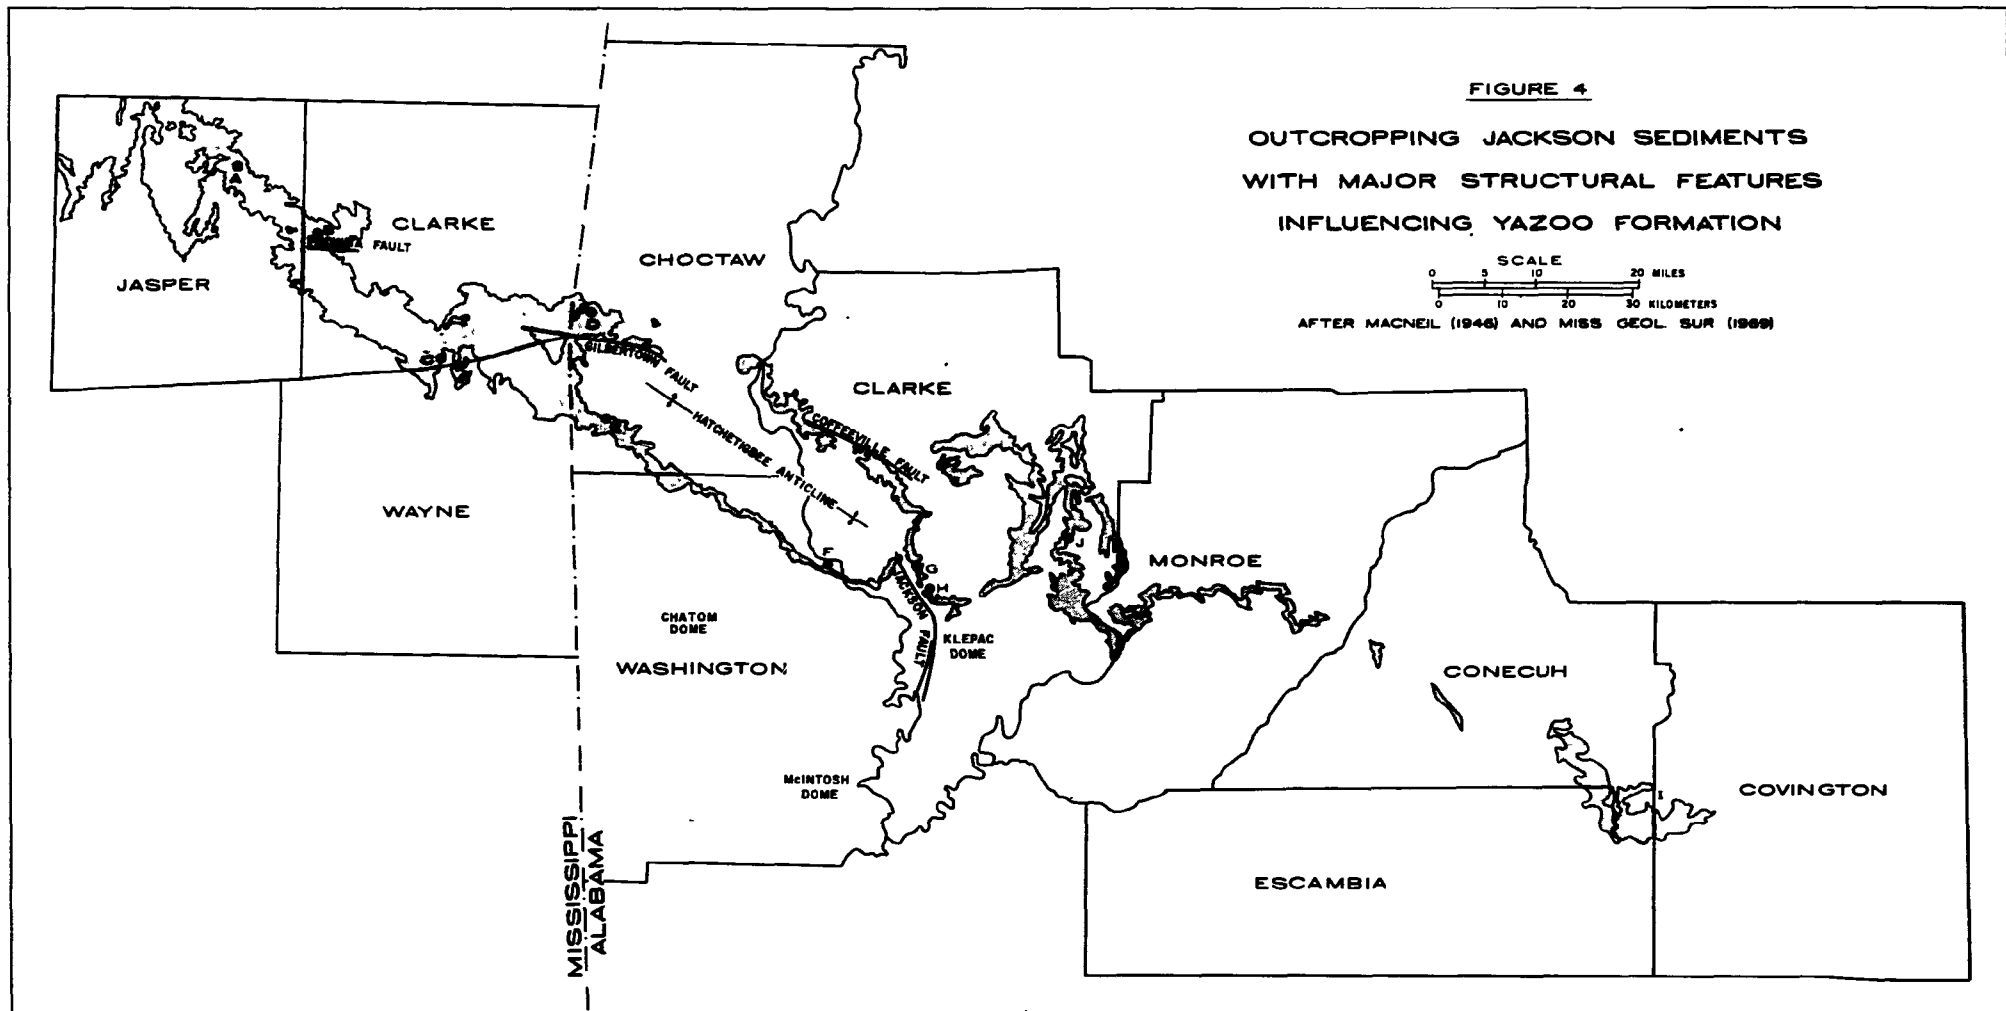 FIGURE 4
OUTCROPPING JACKSON SEDIMENTS
WITH MAJOR STRUCTURAL FEATURES
INFLUENCING YAZOO FORMATION
SCALE
0 5 10 20 MILES
0 10 20 30 KILOMETERS
AFTER MACNEIL (1946) AND MISS GEOL SUR (1969)
A
CLARKE
FAULT
JASPER
CHOCTAW
C
D
GILBERTOWN FAULT
CLARKE
HATCHETIGBEE ANTICLINE
COFFEEVILLE FAULT
WAYNE
F
G
H
J
JACKSON FAULT
MONROE
CHATOM
DOME
KLEPAC
DOME
WASHINGTON
CONECUH
McINTOSH
DOME
I
COVINGTON
ESCAMBIA
MISSISSIPPI
ALABAMA